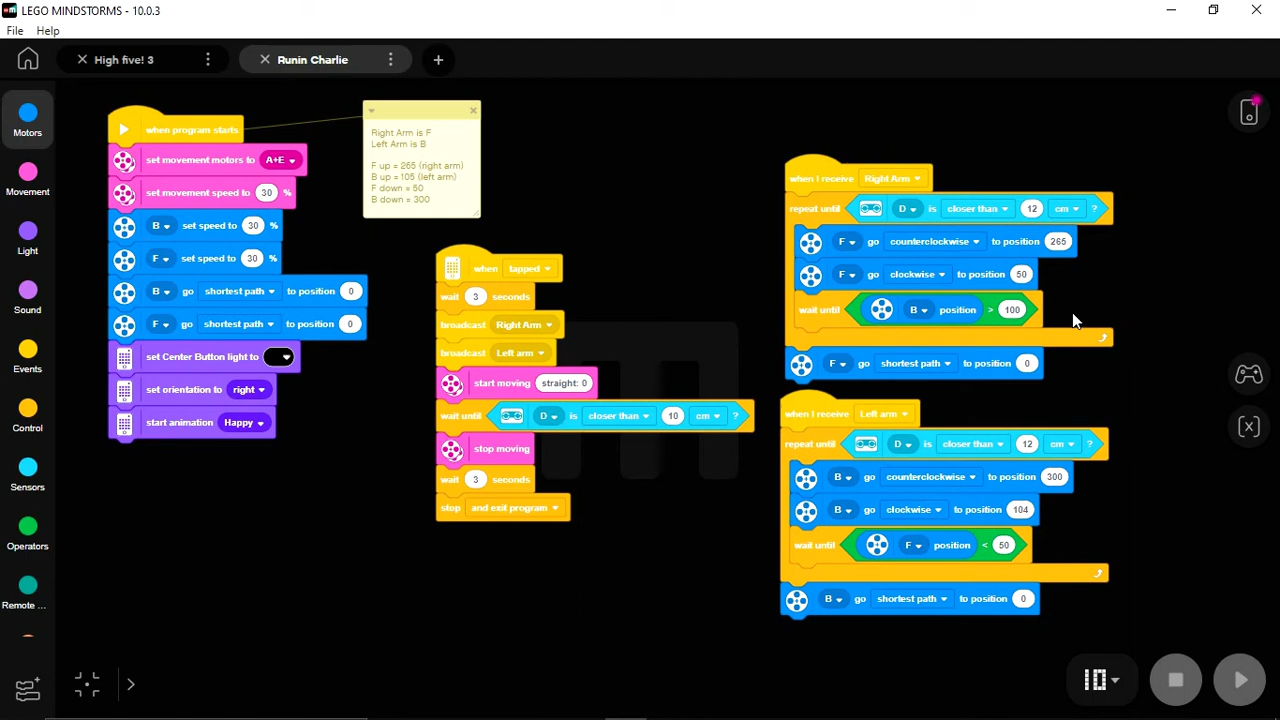 LEGO MINDSTORMS - 10.0.3
File Help
High five! 3
Runin Charlie
Motors
Movement
Light
Sound
Events
Control
Sensors
Operators
Remote ...
when program starts
set movement motors to A+E
set movement speed to 30 %
B set speed to 30 %
F set speed to 30 %
B go shortest path to position 0
F go shortest path to position 0
set Center Button light to
set orientation to right
start animation Happy
Right Arm is F
Left Arm is B
F up = 265 (right arm)
B up = 105 (left arm)
F down = 50
B down = 300
when tapped
wait 3 seconds
broadcast Right Arm
broadcast Left arm
start moving straight: 0
wait until D is closer than 10 cm ?
stop moving
wait 3 seconds
stop and exit program
when I receive Right Arm
repeat until D is closer than 12 cm ?
F go counterclockwise to position 265
F go clockwise to position 50
wait until B position > 100
F go shortest path to position 0
when I receive Left arm
repeat until D is closer than 12 cm ?
B go counterclockwise to position 300
B go clockwise to position 104
wait until F position < 50
B go shortest path to position 0